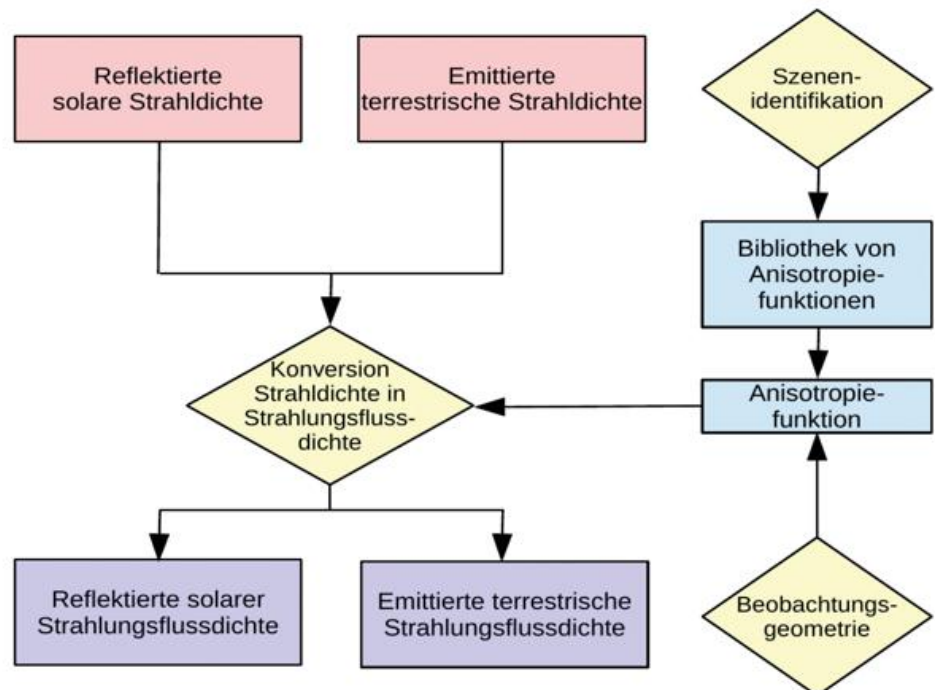 Reflektierte
solare Strahldichte
Emittierte
terrestrische Strahldichte
Szenen-
identifikation
Bibliothek von
Anisotropie-
funktionen
Konversion
Strahldichte in
Strahlungsfluss-
dichte
Anisotropie-
funktion
Reflektierte solarer
Strahlungsflussdichte
Emittierte terrestrische
Strahlungsflussdichte
Beobachtungs-
geometrie